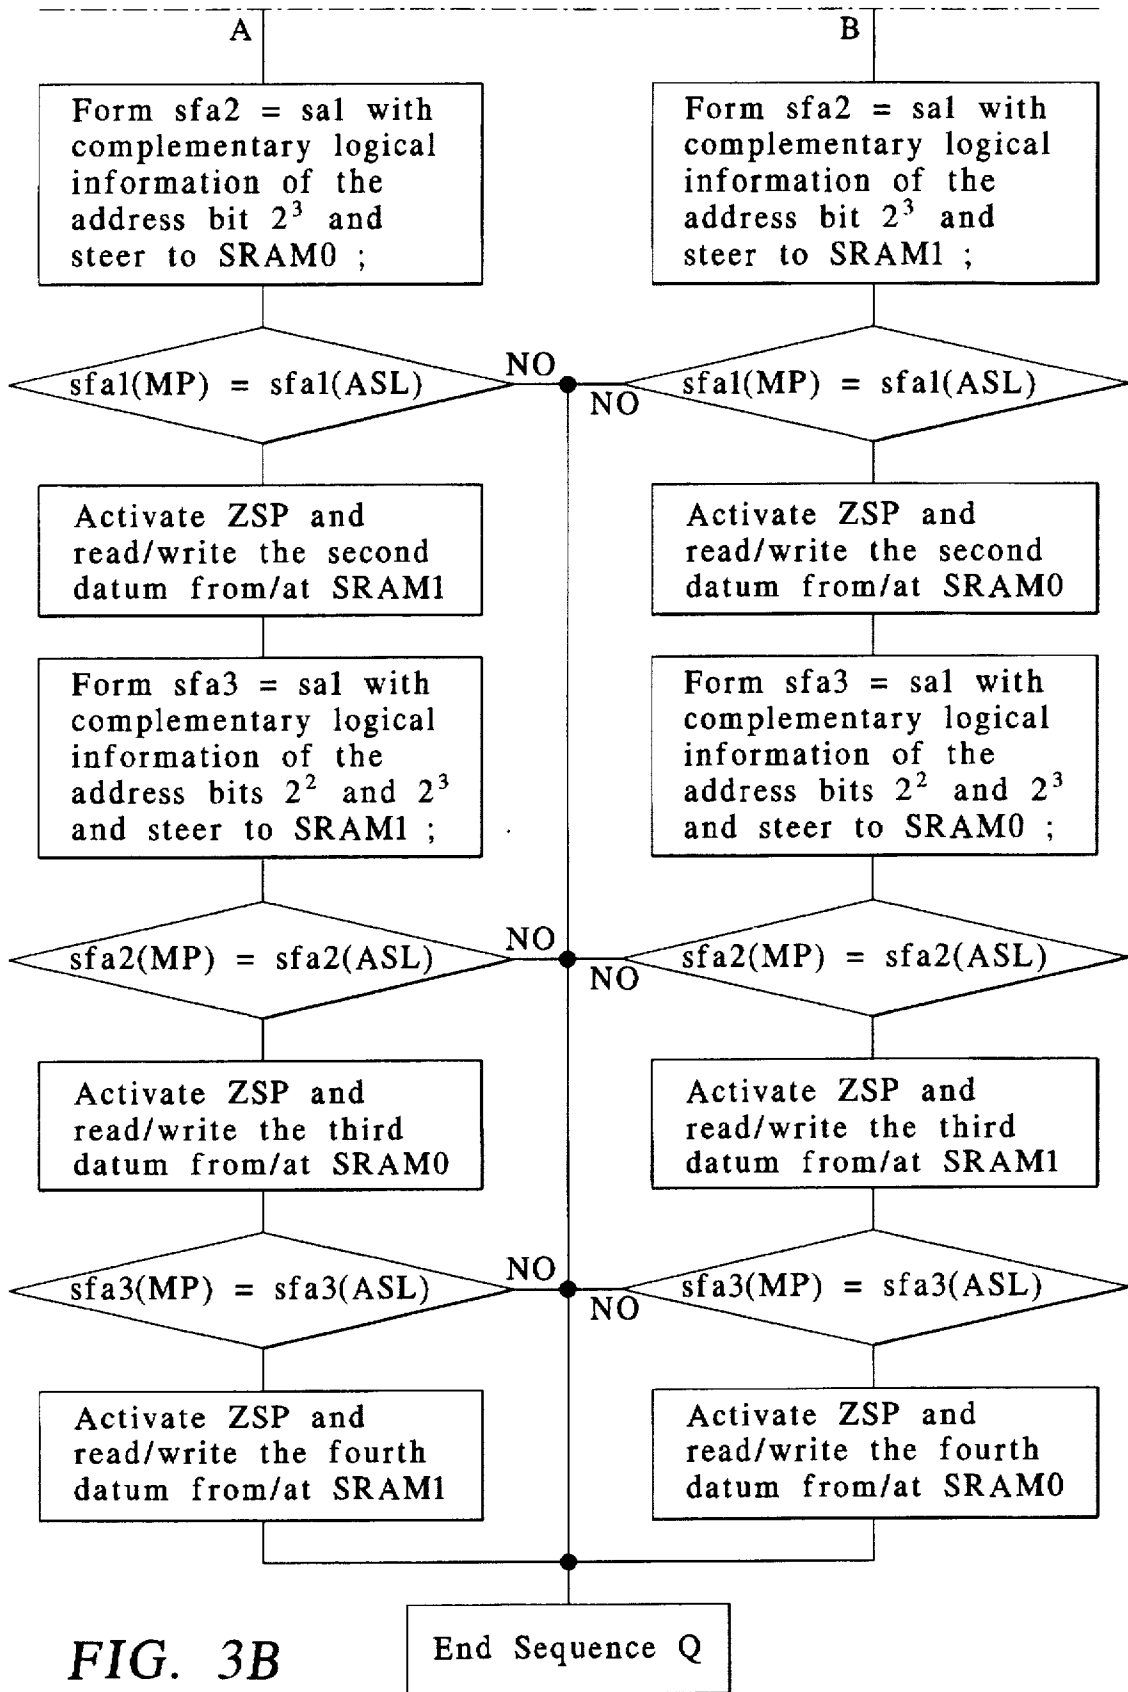 A
Form sfa2 = sa1 with
complementary logical
information of the
address bit 2³ and
steer to SRAM0 ;
sfa1(MP) = sfa1(ASL)
NO
Activate ZSP and
read/write the second
datum from/at SRAM1
Form sfa3 = sa1 with
complementary logical
information of the
address bits 2² and 2³
and steer to SRAM1 ;
sfa2(MP) = sfa2(ASL)
NO
Activate ZSP and
read/write the third
datum from/at SRAM0
sfa3(MP) = sfa3(ASL)
NO
Activate ZSP and
read/write the fourth
datum from/at SRAM1
B
Form sfa2 = sa1 with
complementary logical
information of the
address bit 2³ and
steer to SRAM1 ;
sfa1(MP) = sfa1(ASL)
NO
Activate ZSP and
read/write the second
datum from/at SRAM0
Form sfa3 = sa1 with
complementary logical
information of the
address bits 2² and 2³
and steer to SRAM0 ;
sfa2(MP) = sfa2(ASL)
NO
Activate ZSP and
read/write the third
datum from/at SRAM1
sfa3(MP) = sfa3(ASL)
NO
Activate ZSP and
read/write the fourth
datum from/at SRAM0
End Sequence Q
FIG. 3B